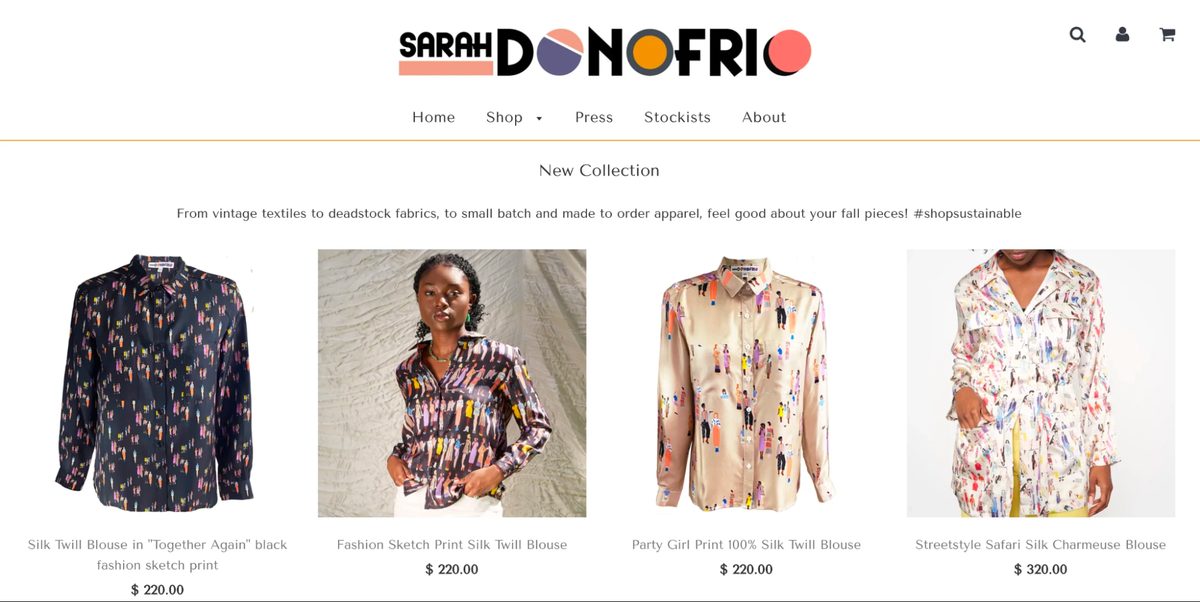 SARAH DONOFRIO
Home Shop Press Stockists About
New Collection
From vintage textiles to deadstock fabrics, to small batch and made to order apparel, feel good about your fall pieces! #shopsustainable
Silk Twill Blouse in "Together Again" black
fashion sketch print
$ 220.00
Fashion Sketch Print Silk Twill Blouse
$ 220.00
Party Girl Print 100% Silk Twill Blouse
$ 220.00
Streetstyle Safari Silk Charmeuse Blouse
$ 320.00